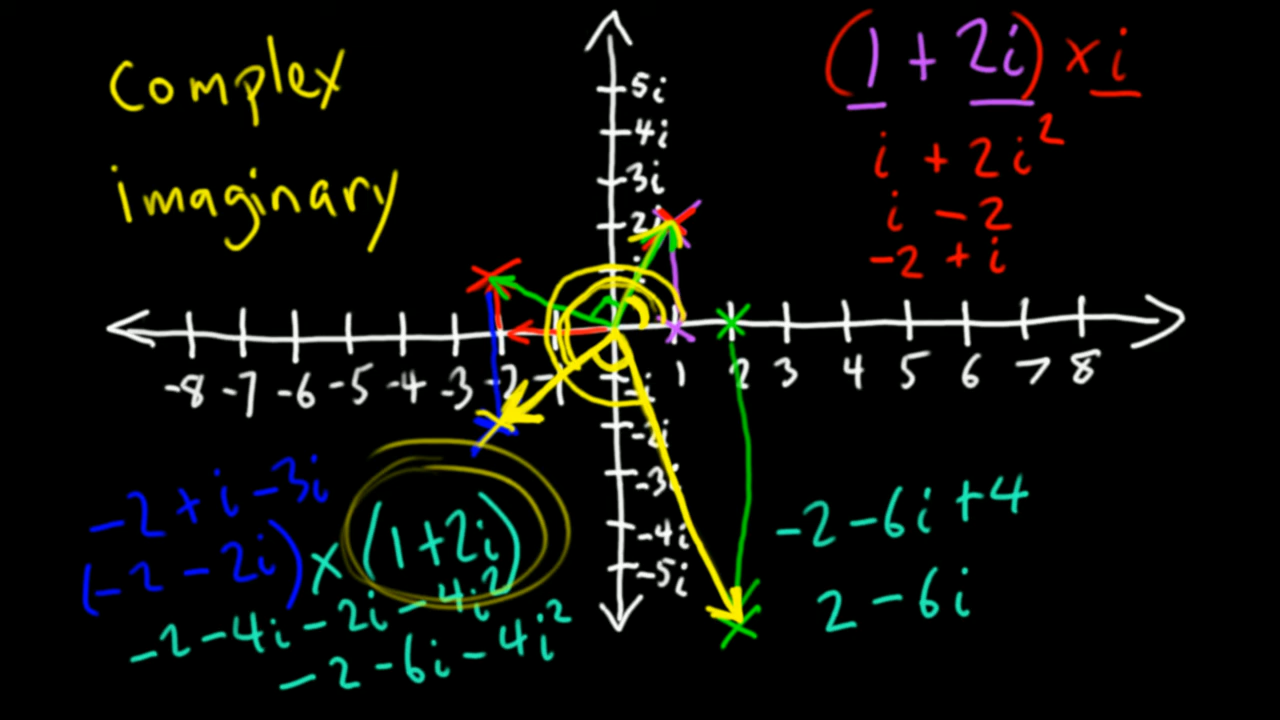 Complex
imaginary
(1 + 2i) × i
i + 2i²
i - 2
-2 + i
5i
4i
3i
2i
i
-8 -7 -6 -5 -4 -3 -2 -1 1 2 3 4 5 6 7 8
-i
-2i
-3i
-4i
-5i
-2 + i - 3i
(-2 - 2i) × (1 + 2i)
-2 - 4i - 2i - 4i²
-2 - 6i - 4i²
-2 - 6i + 4
2 - 6i